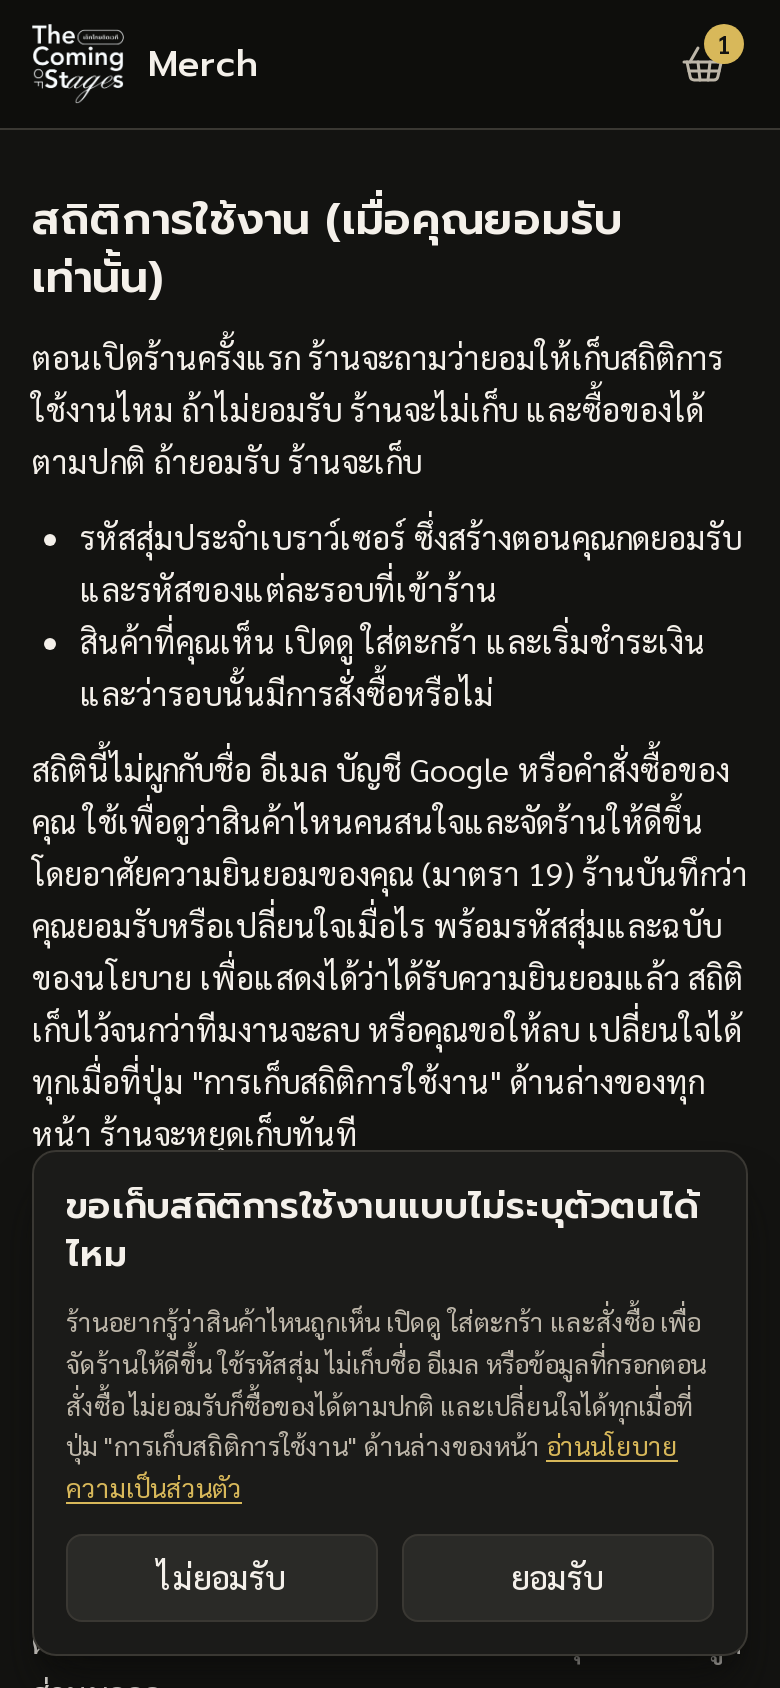 The
เด็กไทยติดเวที
Coming
OF Stages
Merch
1
สถิติการใช้งาน (เมื่อคุณยอมรับ
เท่านั้น)
ตอนเปิดร้านครั้งแรก ร้านจะถามว่ายอมให้เก็บสถิติการ
ใช้งานไหม ถ้าไม่ยอมรับ ร้านจะไม่เก็บ และซื้อของได้
ตามปกติ ถ้ายอมรับ ร้านจะเก็บ
• รหัสสุ่มประจำเบราว์เซอร์ ซึ่งสร้างตอนคุณกดยอมรับ
และรหัสของแต่ละรอบที่เข้าร้าน
• สินค้าที่คุณเห็น เปิดดู ใส่ตะกร้า และเริ่มชำระเงิน
และว่ารอบนั้นมีการสั่งซื้อหรือไม่
สถิตินี้ไม่ผูกกับชื่อ อีเมล บัญชี Google หรือคำสั่งซื้อของ
คุณ ใช้เพื่อดูว่าสินค้าไหนคนสนใจและจัดร้านให้ดีขึ้น
โดยอาศัยความยินยอมของคุณ (มาตรา 19) ร้านบันทึกว่า
คุณยอมรับหรือเปลี่ยนใจเมื่อไร พร้อมรหัสสุ่มและฉบับ
ของนโยบาย เพื่อแสดงได้ว่าได้รับความยินยอมแล้ว สถิติ
เก็บไว้จนกว่าทีมงานจะลบ หรือคุณขอให้ลบ เปลี่ยนใจได้
ทุกเมื่อที่ปุ่ม "การเก็บสถิติการใช้งาน" ด้านล่างของทุก
หน้า ร้านจะหยุดเก็บทันที
ขอเก็บสถิติการใช้งานแบบไม่ระบุตัวตนได้
ไหม
ร้านอยากรู้ว่าสินค้าไหนถูกเห็น เปิดดู ใส่ตะกร้า และสั่งซื้อ เพื่อ
จัดร้านให้ดีขึ้น ใช้รหัสสุ่ม ไม่เก็บชื่อ อีเมล หรือข้อมูลที่กรอกตอน
สั่งซื้อ ไม่ยอมรับก็ซื้อของได้ตามปกติ และเปลี่ยนใจได้ทุกเมื่อที่
ปุ่ม "การเก็บสถิติการใช้งาน" ด้านล่างของหน้า อ่านนโยบาย
ความเป็นส่วนตัว
ไม่ยอมรับ
ยอมรับ